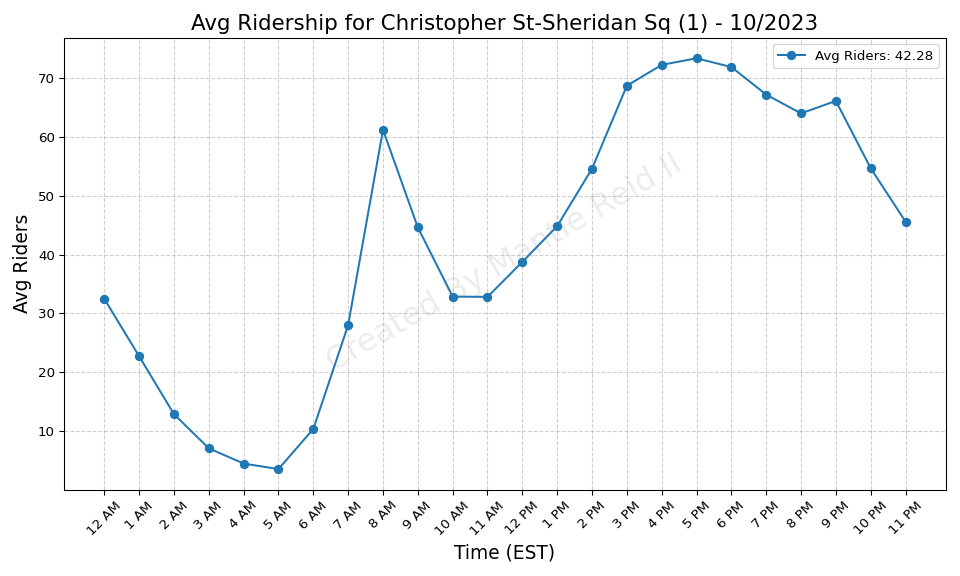 Avg Ridership for Christopher St-Sheridan Sq (1) - 10/2023
Avg Riders: 42.28
70
60
50
40
30
20
10
Avg Riders
Created By Mantle Reid II
12 AM 1 AM 2 AM 3 AM 4 AM 5 AM 6 AM 7 AM 8 AM 9 AM 10 AM 11 AM 12 PM 1 PM 2 PM 3 PM 4 PM 5 PM 6 PM 7 PM 8 PM 9 PM 10 PM 11 PM
Time (EST)